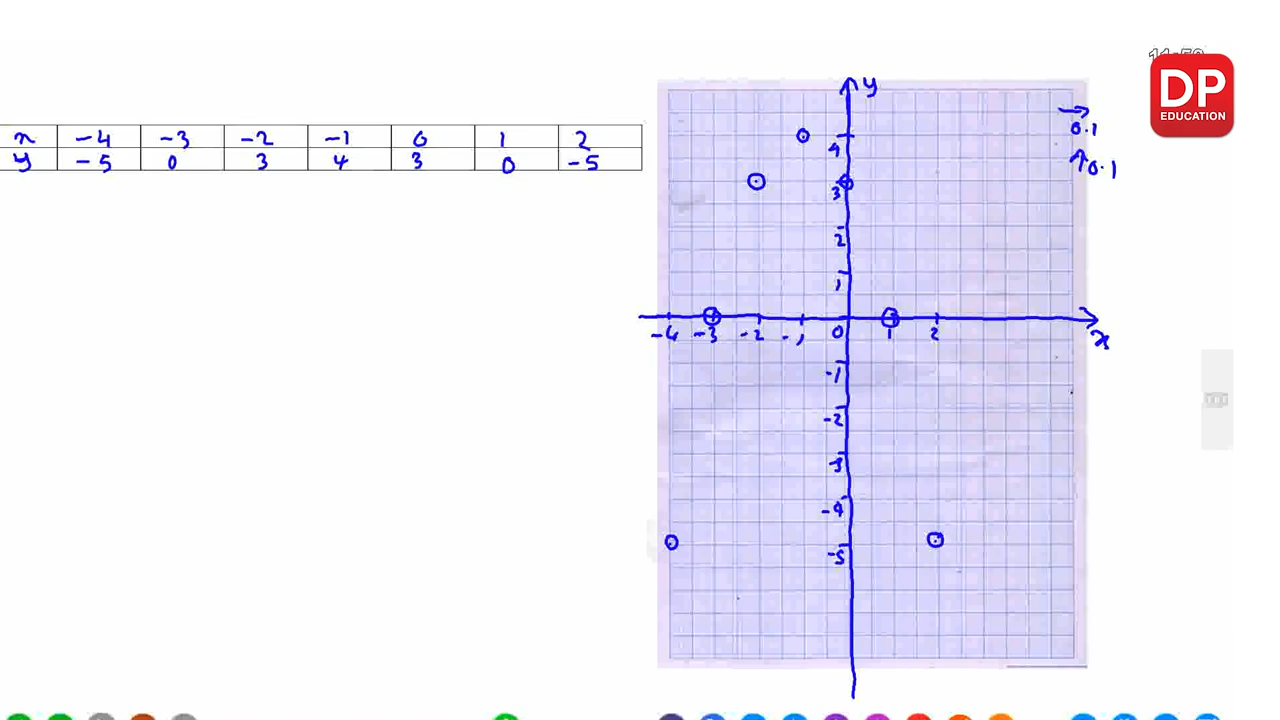 DP
EDUCATION
x -4 -3 -2 -1 0 1 2
y -5 0 3 4 3 0 -5
y
→
0.1
↑0.1
4
3
2
1
-4 -3 -2 -1 0 1 2
x
-1
-2
-3
-4
-5